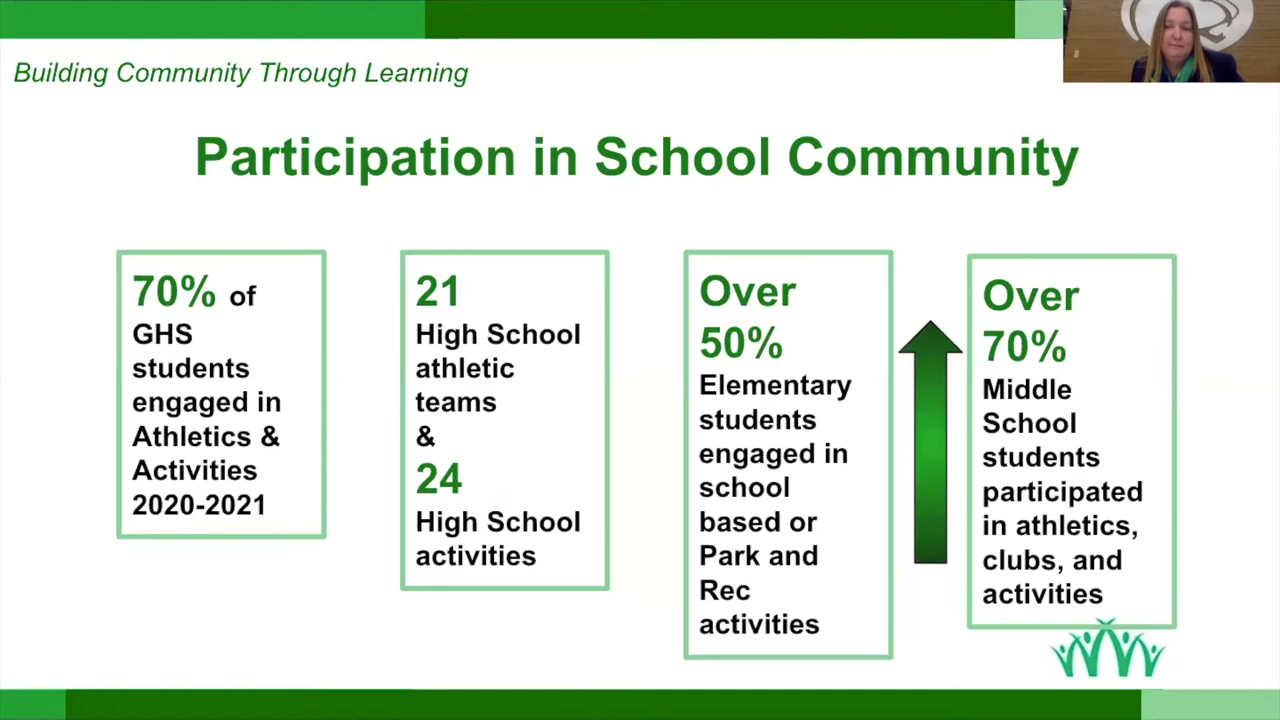 Building Community Through Learning
Participation in School Community
70% of
GHS
students
engaged in
Athletics &
Activities
2020-2021
21
High School
athletic
teams
&
24
High School
activities
Over
50%
Elementary
students
engaged in
school
based or
Park and
Rec
activities
Over
70%
Middle
School
students
participated
in athletics,
clubs, and
activities